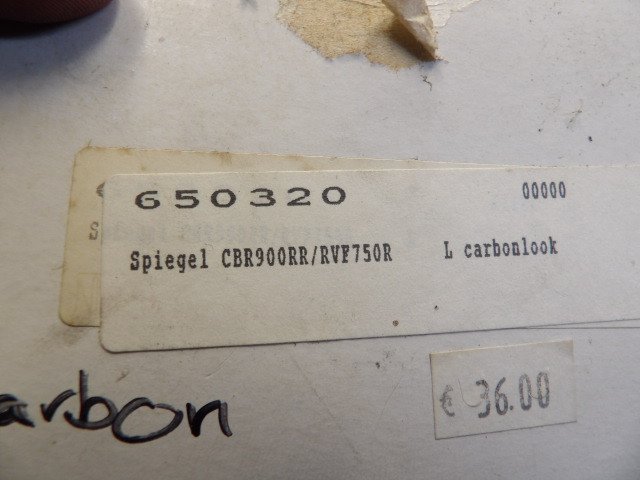 650320 00000
Spiegel CBR900RR/RVF750R L carbonlook
€ 36.00
arbon